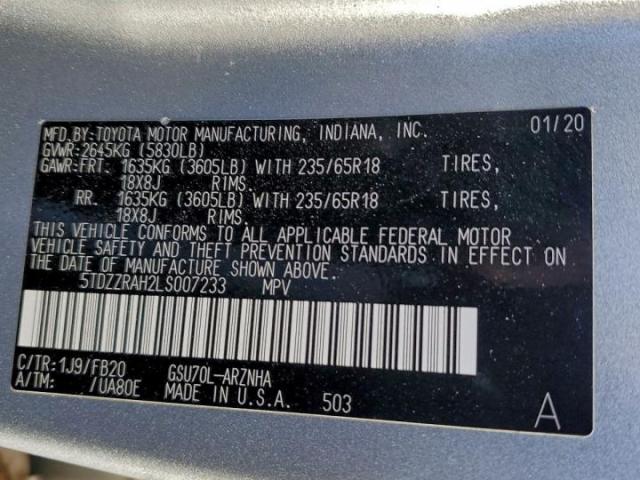 MFD.BY:TOYOTA MOTOR MANUFACTURING, INDIANA, INC. 01/20
GVWR:2645KG (5830LB)
GAWR:FRT. 1635KG (3605LB) WITH 235/65R18 TIRES,
18X8J RIMS.
RR. 1635KG (3605LB) WITH 235/65R18 TIRES,
18X8J RIMS.
THIS VEHICLE CONFORMS TO ALL APPLICABLE FEDERAL MOTOR
VEHICLE SAFETY AND THEFT PREVENTION STANDARDS IN EFFECT ON
THE DATE OF MANUFACTURE SHOWN ABOVE.
5TDZZRAH2LS007233 MPV
C/TR:1J9/FB20 GSU70L-ARZNHA
A/TM: /UA80E MADE IN U.S.A. 503 A